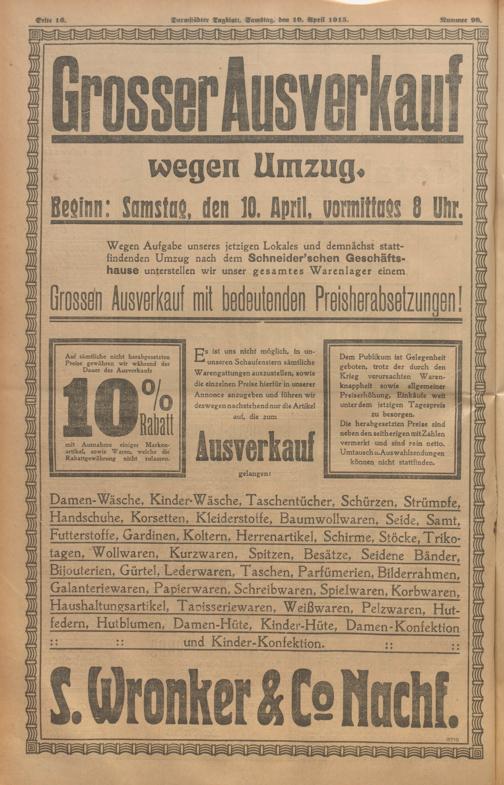 Seite 16.
Darmstädter Tagblatt, Samstag, den 10. April 1915.
Nummer 98.
Grosser Ausverkauf
wegen Umzug.
Beginn: Samstag, den 10. April, vormittags 8 Uhr.
Wegen Aufgabe unseres jetzigen Lokales und demnächst statt-
findenden Umzug nach dem Schneider'schen Geschäfts-
hause unterstellen wir unser gesamtes Warenlager einem
Grossen Ausverkauf mit bedeutenden Preisherabsetzungen!
Auf sämtliche nicht herabgesetzten
Preise gewähren wir während der
Dauer des Ausverkaufs
10%
Rabatt
mit Ausnahme einiger Marken-
artikel, sowie Waren, welche die
Rabattgewährung nicht zulassen.
Es ist uns nicht möglich, in un-
unseren Schaufenstern sämtliche
Warengattungen auszustellen, sowie
die einzelnen Preise hierfür in unserer
Annonce anzugeben und führen wir
deswegen nachstehend nur die Artikel
auf, die zum
Ausverkauf
gelangen:
Dem Publikum ist Gelegenheit
geboten, trotz der durch den
Krieg verursachten Waren-
knappheit sowie allgemeiner
Preiserhöhung, Einkäufe weit
unter dem jetzigen Tagespreis
zu besorgen.
Die herabgesetzten Preise sind
neben den seitherigen mit Zahlen
vermerkt und sind rein netto.
Umtausch u. Auswahlsendungen
können nicht stattfinden.
Damen-Wäsche, Kinder-Wäsche, Taschentücher, Schürzen, Strümpfe,
Handschuhe, Korsetten, Kleiderstoffe, Baumwollwaren, Seide, Samt,
Futterstoffe, Gardinen, Koltern, Herrenartikel, Schirme, Stöcke, Triko-
tagen, Wollwaren, Kurzwaren, Spitzen, Besätze, Seidene Bänder,
Bijouterien, Gürtel, Lederwaren, Taschen, Parfümerien, Bilderrahmen,
Galanteriewaren, Papierwaren, Schreibwaren, Spielwaren, Korbwaren,
Haushaltungsartikel, Tapisseriewaren, Weißwaren, Pelzwaren, Hut-
federn, Hutblumen, Damen-Hüte, Kinder-Hüte, Damen-Konfektion
:: :: und Kinder-Konfektion. :: ::
S. Wronker & Co Nachf.